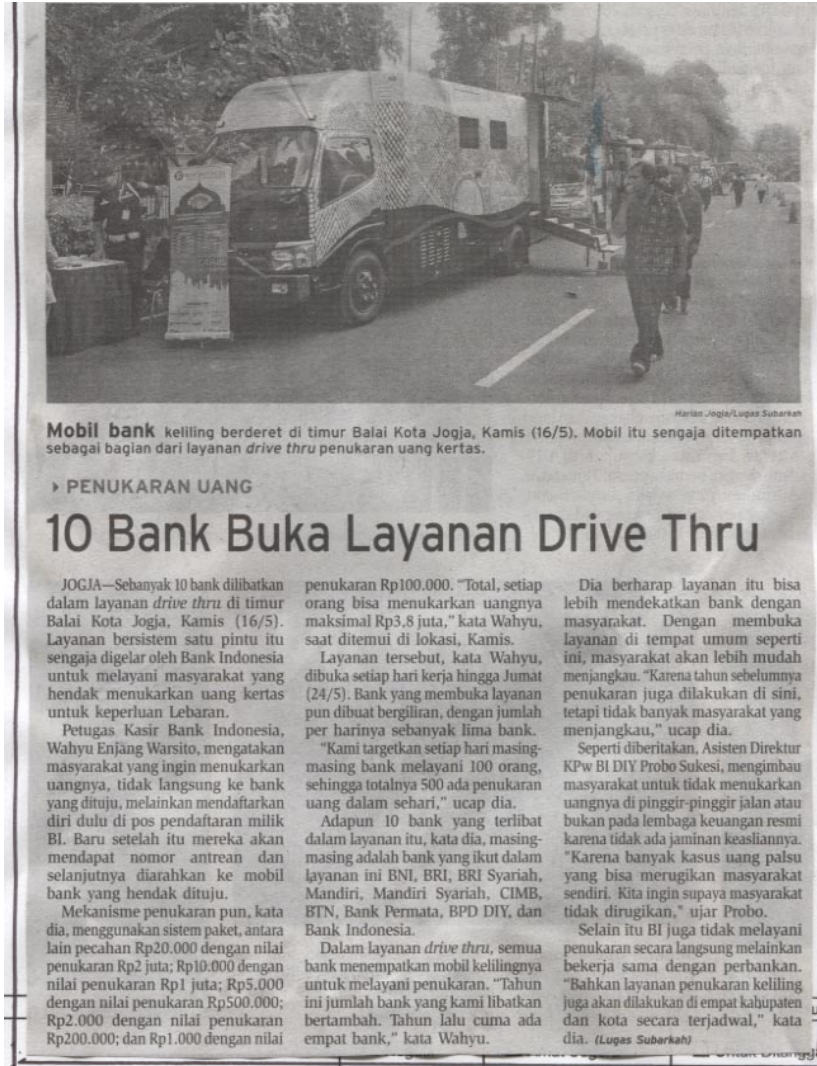 Harian Jogja/Lugas Subarkah
Mobil bank keliling berderet di timur Balai Kota Jogja, Kamis (16/5). Mobil itu sengaja ditempatkan
sebagai bagian dari layanan drive thru penukaran uang kertas.
PENUKARAN UANG
10 Bank Buka Layanan Drive Thru
JOGJA—Sebanyak 10 bank dilibatkan
dalam layanan drive thru di timur
Balai Kota Jogja, Kamis (16/5).
Layanan bersistem satu pintu itu
sengaja digelar oleh Bank Indonesia
untuk melayani masyarakat yang
hendak menukarkan uang kertas
untuk keperluan Lebaran.
Petugas Kasir Bank Indonesia,
Wahyu Enjang Warsito, mengatakan
masyarakat yang ingin menukarkan
uangnya, tidak langsung ke bank
yang dituju, melainkan mendaftarkan
diri dulu di pos pendaftaran milik
BI. Baru setelah itu mereka akan
mendapat nomor antrean dan
selanjutnya diarahkan ke mobil
bank yang hendak dituju.
Mekanisme penukaran pun, kata
dia, menggunakan sistem paket, antara
lain pecahan Rp20.000 dengan nilai
penukaran Rp2 juta; Rp10.000 dengan
nilai penukaran Rp1 juta; Rp5.000
dengan nilai penukaran Rp500.000;
Rp2.000 dengan nilai penukaran
Rp200.000; dan Rp1.000 dengan nilai
penukaran Rp100.000. “Total, setiap
orang bisa menukarkan uangnya
maksimal Rp3,8 juta,” kata Wahyu,
saat ditemui di lokasi, Kamis.
Layanan tersebut, kata Wahyu,
dibuka setiap hari kerja hingga Jumat
(24/5). Bank yang membuka layanan
pun dibuat bergiliran, dengan jumlah
per harinya sebanyak lima bank.
“Kami targetkan setiap hari masing-
masing bank melayani 100 orang,
sehingga totalnya 500 ada penukaran
uang dalam sehari,” ucap dia.
Adapun 10 bank yang terlibat
dalam layanan itu, kata dia, masing-
masing adalah bank yang ikut dalam
layanan ini BNI, BRI, BRI Syariah,
Mandiri, Mandiri Syariah, CIMB,
BTN, Bank Permata, BPD DIY, dan
Bank Indonesia.
Dalam layanan drive thru, semua
bank menempatkan mobil kelilingnya
untuk melayani penukaran. “Tahun
ini jumlah bank yang kami libatkan
bertambah. Tahun lalu cuma ada
empat bank,” kata Wahyu.
Dia berharap layanan itu bisa
lebih mendekatkan bank dengan
masyarakat. Dengan membuka
layanan di tempat umum seperti
ini, masyarakat akan lebih mudah
menjangkau. “Karena tahun sebelumnya
penukaran juga dilakukan di sini,
tetapi tidak banyak masyarakat yang
menjangkau,” ucap dia.
Seperti diberitakan, Asisten Direktur
KPw BI DIY Probo Sukesi, mengimbau
masyarakat untuk tidak menukarkan
uangnya di pinggir-pinggir jalan atau
bukan pada lembaga keuangan resmi
karena tidak ada jaminan keasliannya.
"Karena banyak kasus uang palsu
yang bisa merugikan masyarakat
sendiri. Kita ingin supaya masyarakat
tidak dirugikan," ujar Probo.
Selain itu BI juga tidak melayani
penukaran secara langsung melainkan
bekerja sama dengan perbankan.
"Bahkan layanan penukaran keliling
juga akan dilakukan di empat kabupaten
dan kota secara terjadwal," kata
dia. (Lugas Subarkah)